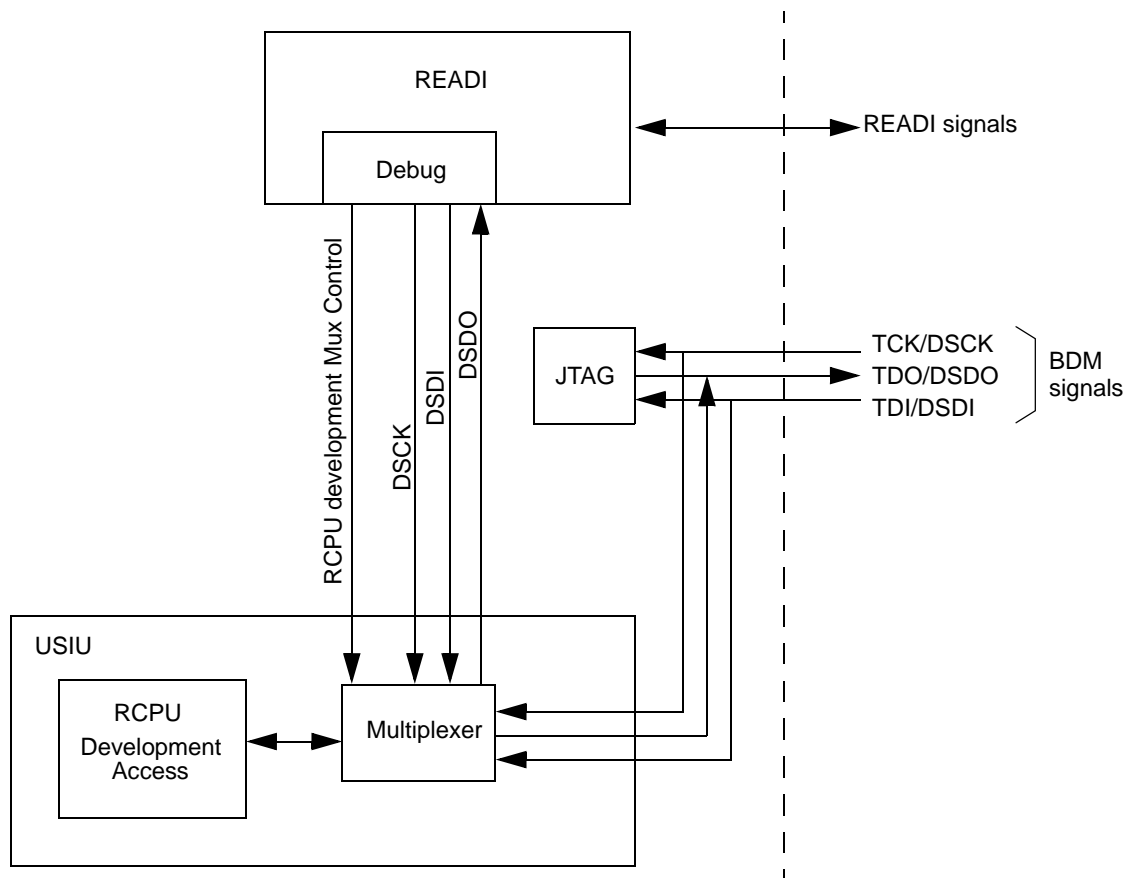 READI
READI signals
Debug
RCPU development Mux Control
DSCK
DSDI
DSDO
JTAG
TCK/DSCK
TDO/DSDO
TDI/DSDI
BDM
signals
USIU
RCPU
Development
Access
Multiplexer